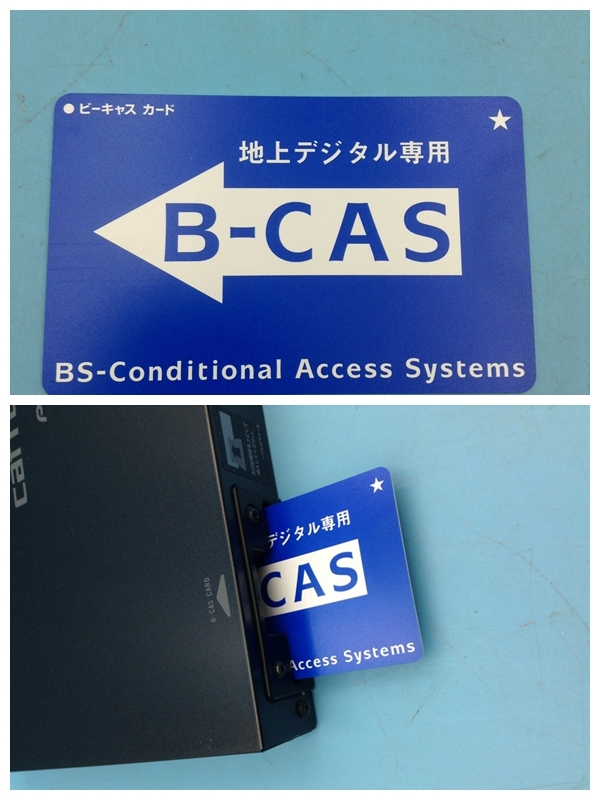 ●ビーキャス カード
★
地上デジタル専用
B-CAS
BS-Conditional Access Systems
★
デジタル専用
CAS
Access Systems
B-CAS CARD